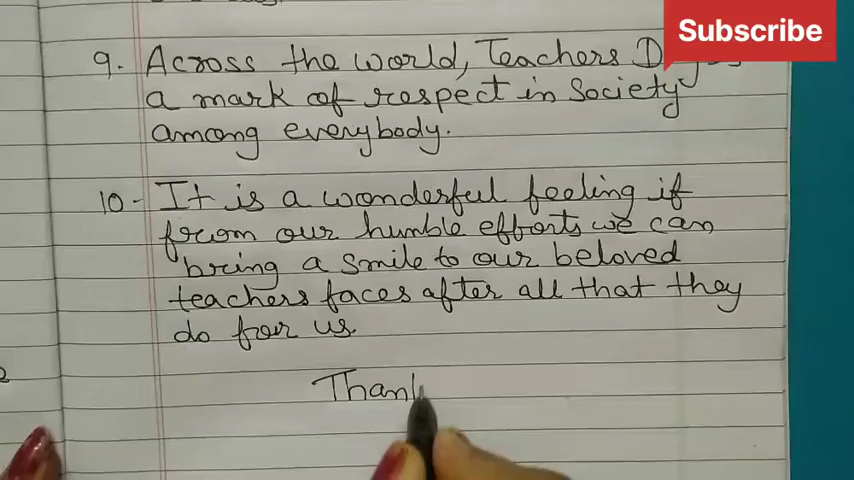 Subscribe
9. Across the world, Teachers
a mark of respect in Society
among everybody.
10- It is a wonderful feeling if
from our humble efforts we can
bring a smile to our beloved
teachers faces after all that they
do for us.
Than